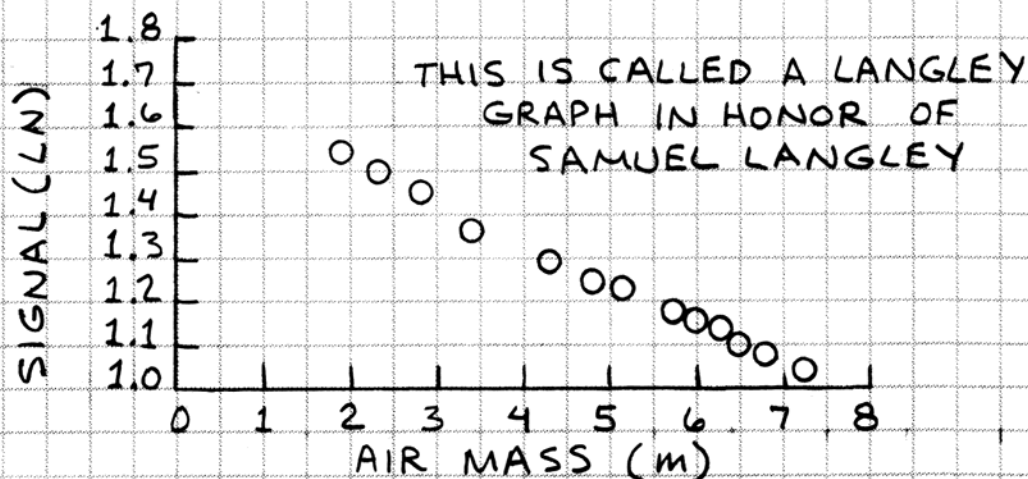 THIS IS CALLED A LANGLEY
GRAPH IN HONOR OF
SAMUEL LANGLEY
SIGNAL (LN)
1.8
1.7
1.6
1.5
1.4
1.3
1.2
1.1
1.0
0 1 2 3 4 5 6 7 8
AIR MASS (m)